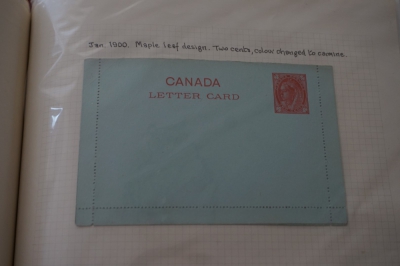 Jan. 1900. Maple leaf design. Two cents, colour changed to carmine.
CANADA
LETTER CARD